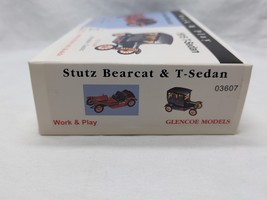 Stutz Bearcat & T-Sedan
03607
Work & Play
GLENCOE MODELS